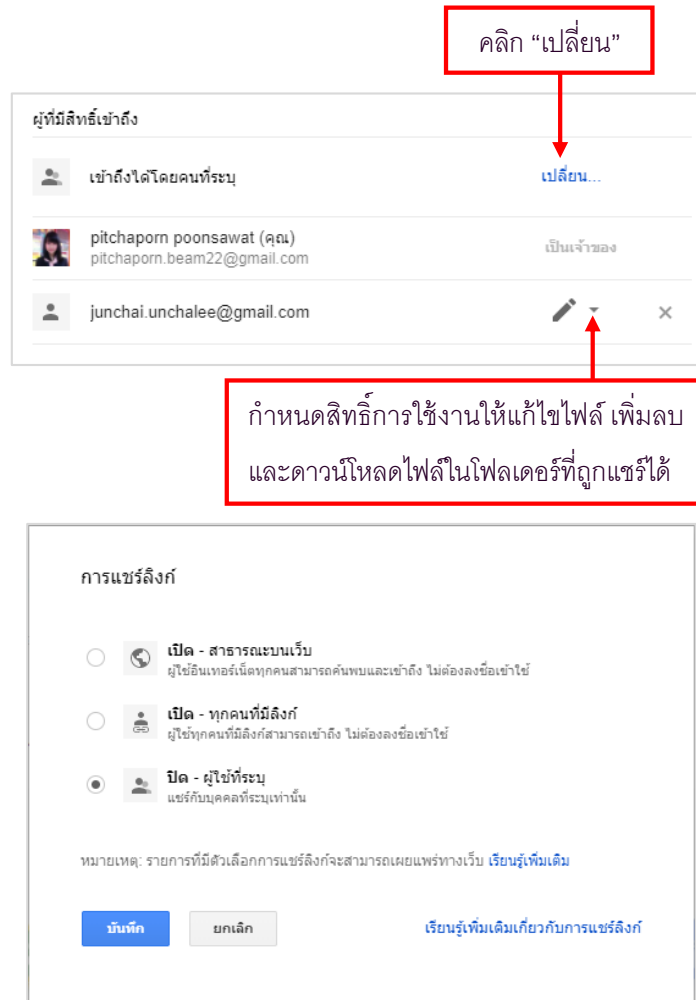 คลิก “เปลี่ยน”
ผู้ที่มีสิทธิ์เข้าถึง
เข้าถึงได้โดยคนที่ระบุ
เปลี่ยน...
pitchaporn poonsawat (คุณ)
pitchaporn.beam22@gmail.com
เป็นเจ้าของ
junchai.unchalee@gmail.com
กำหนดสิทธิ์การใช้งานให้แก้ไขไฟล์ เพิ่มลบ
และดาวน์โหลดไฟล์ในโฟลเดอร์ที่ถูกแชร์ได้
การแชร์ลิงก์
เปิด - สาธารณะบนเว็บ
ผู้ใช้อินเทอร์เน็ตทุกคนสามารถค้นพบและเข้าถึง ไม่ต้องลงชื่อเข้าใช้
เปิด - ทุกคนที่มีลิงก์
ผู้ใช้ทุกคนที่มีลิงก์สามารถเข้าถึง ไม่ต้องลงชื่อเข้าใช้
ปิด - ผู้ใช้ที่ระบุ
แชร์กับบุคคลที่ระบุเท่านั้น
หมายเหตุ: รายการที่มีตัวเลือกการแชร์ลิงก์จะสามารถเผยแพร่ทางเว็บ เรียนรู้เพิ่มเติม
บันทึก
ยกเลิก
เรียนรู้เพิ่มเติมเกี่ยวกับการแชร์ลิงก์